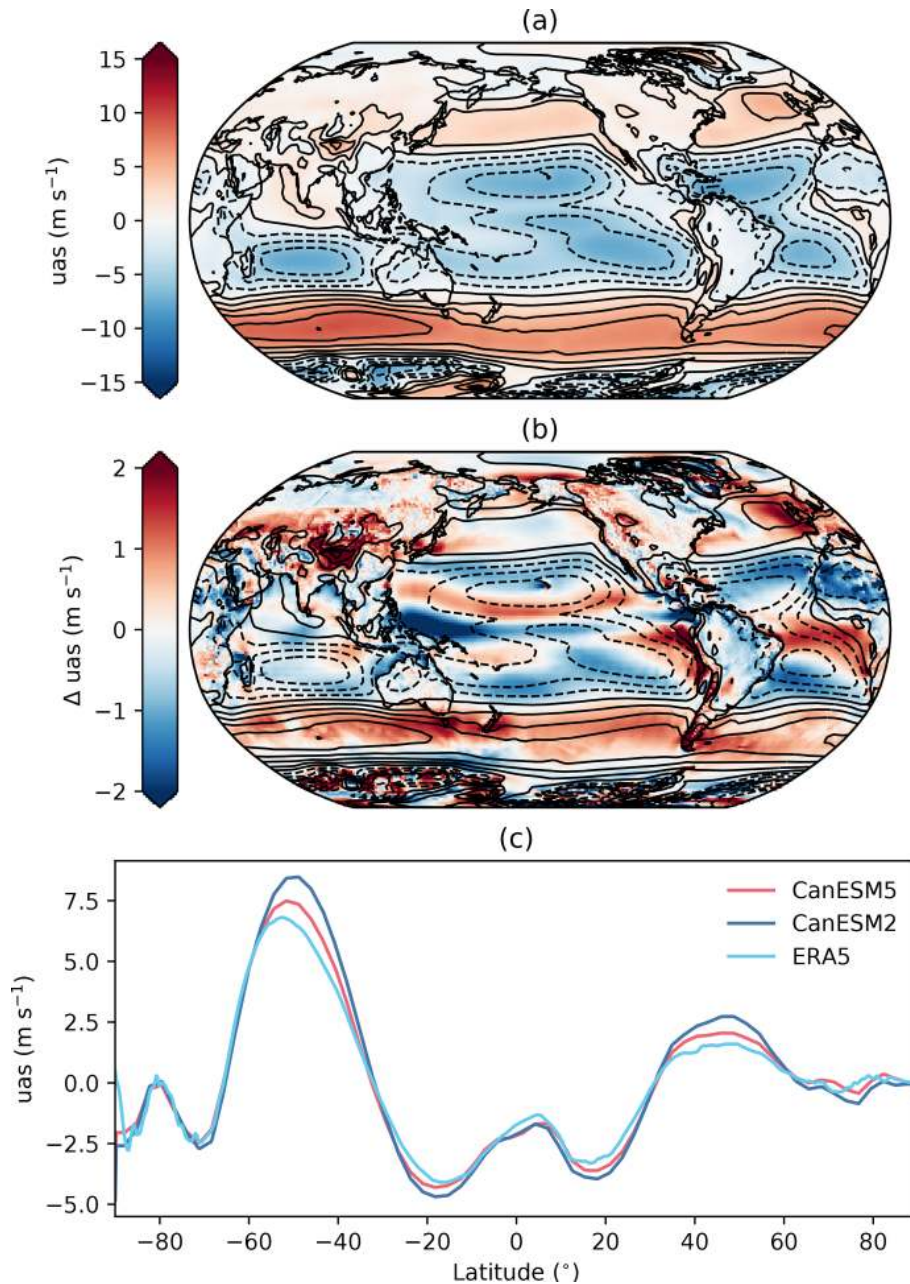 (a)
15
10
5
0
−5
−10
−15
uas (m s⁻¹)
(b)
2
1
0
−1
−2
Δ uas (m s⁻¹)
(c)
7.5
5.0
2.5
0.0
−2.5
−5.0
uas (m s⁻¹)
CanESM5
CanESM2
ERA5
−80 −60 −40 −20 0 20 40 60 80
Latitude (°)